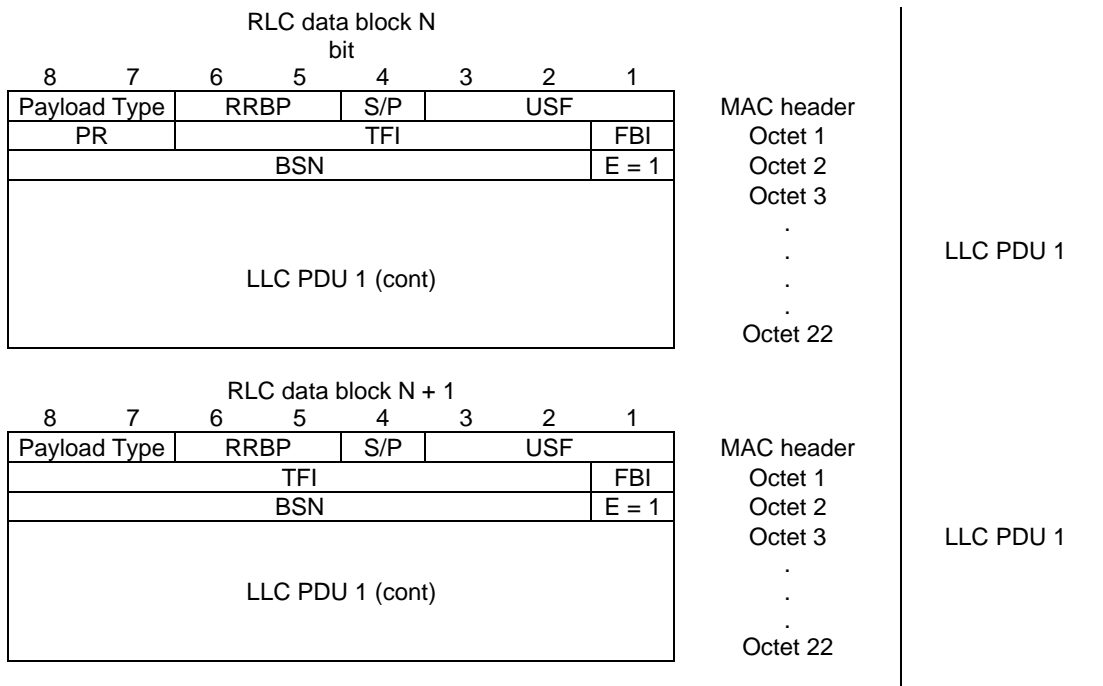 RLC data block N
bit
8 7 6 5 4 3 2 1
Payload Type RRBP S/P USF MAC header
PR TFI FBI Octet 1
BSN E = 1 Octet 2
Octet 3
.
.
LLC PDU 1
LLC PDU 1 (cont)
.
.
Octet 22
RLC data block N + 1
8 7 6 5 4 3 2 1
Payload Type RRBP S/P USF MAC header
TFI FBI Octet 1
BSN E = 1 Octet 2
Octet 3 LLC PDU 1
.
LLC PDU 1 (cont) .
.
Octet 22